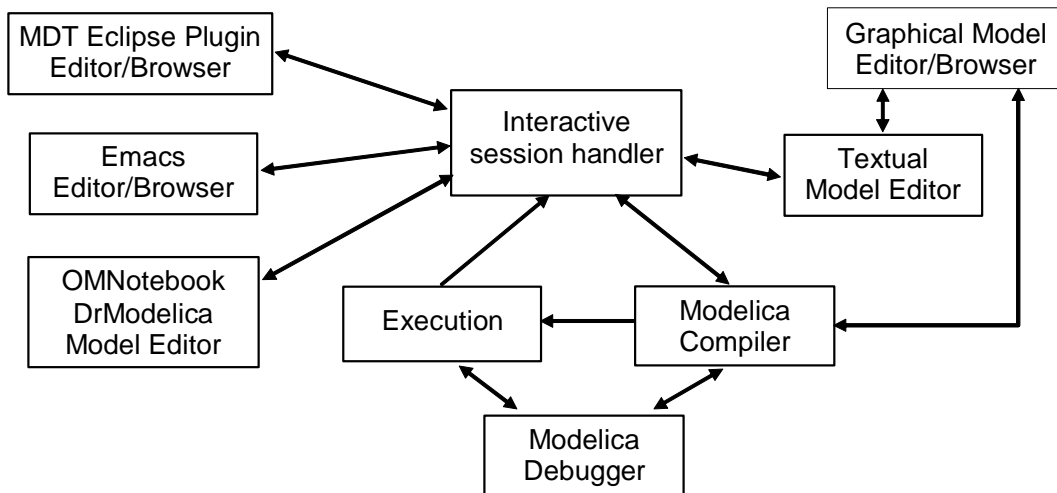 MDT Eclipse Plugin
Editor/Browser
Graphical Model
Editor/Browser
Interactive
session handler
Emacs
Editor/Browser
Textual
Model Editor
OMNotebook
DrModelica
Model Editor
Execution
Modelica
Compiler
Modelica
Debugger